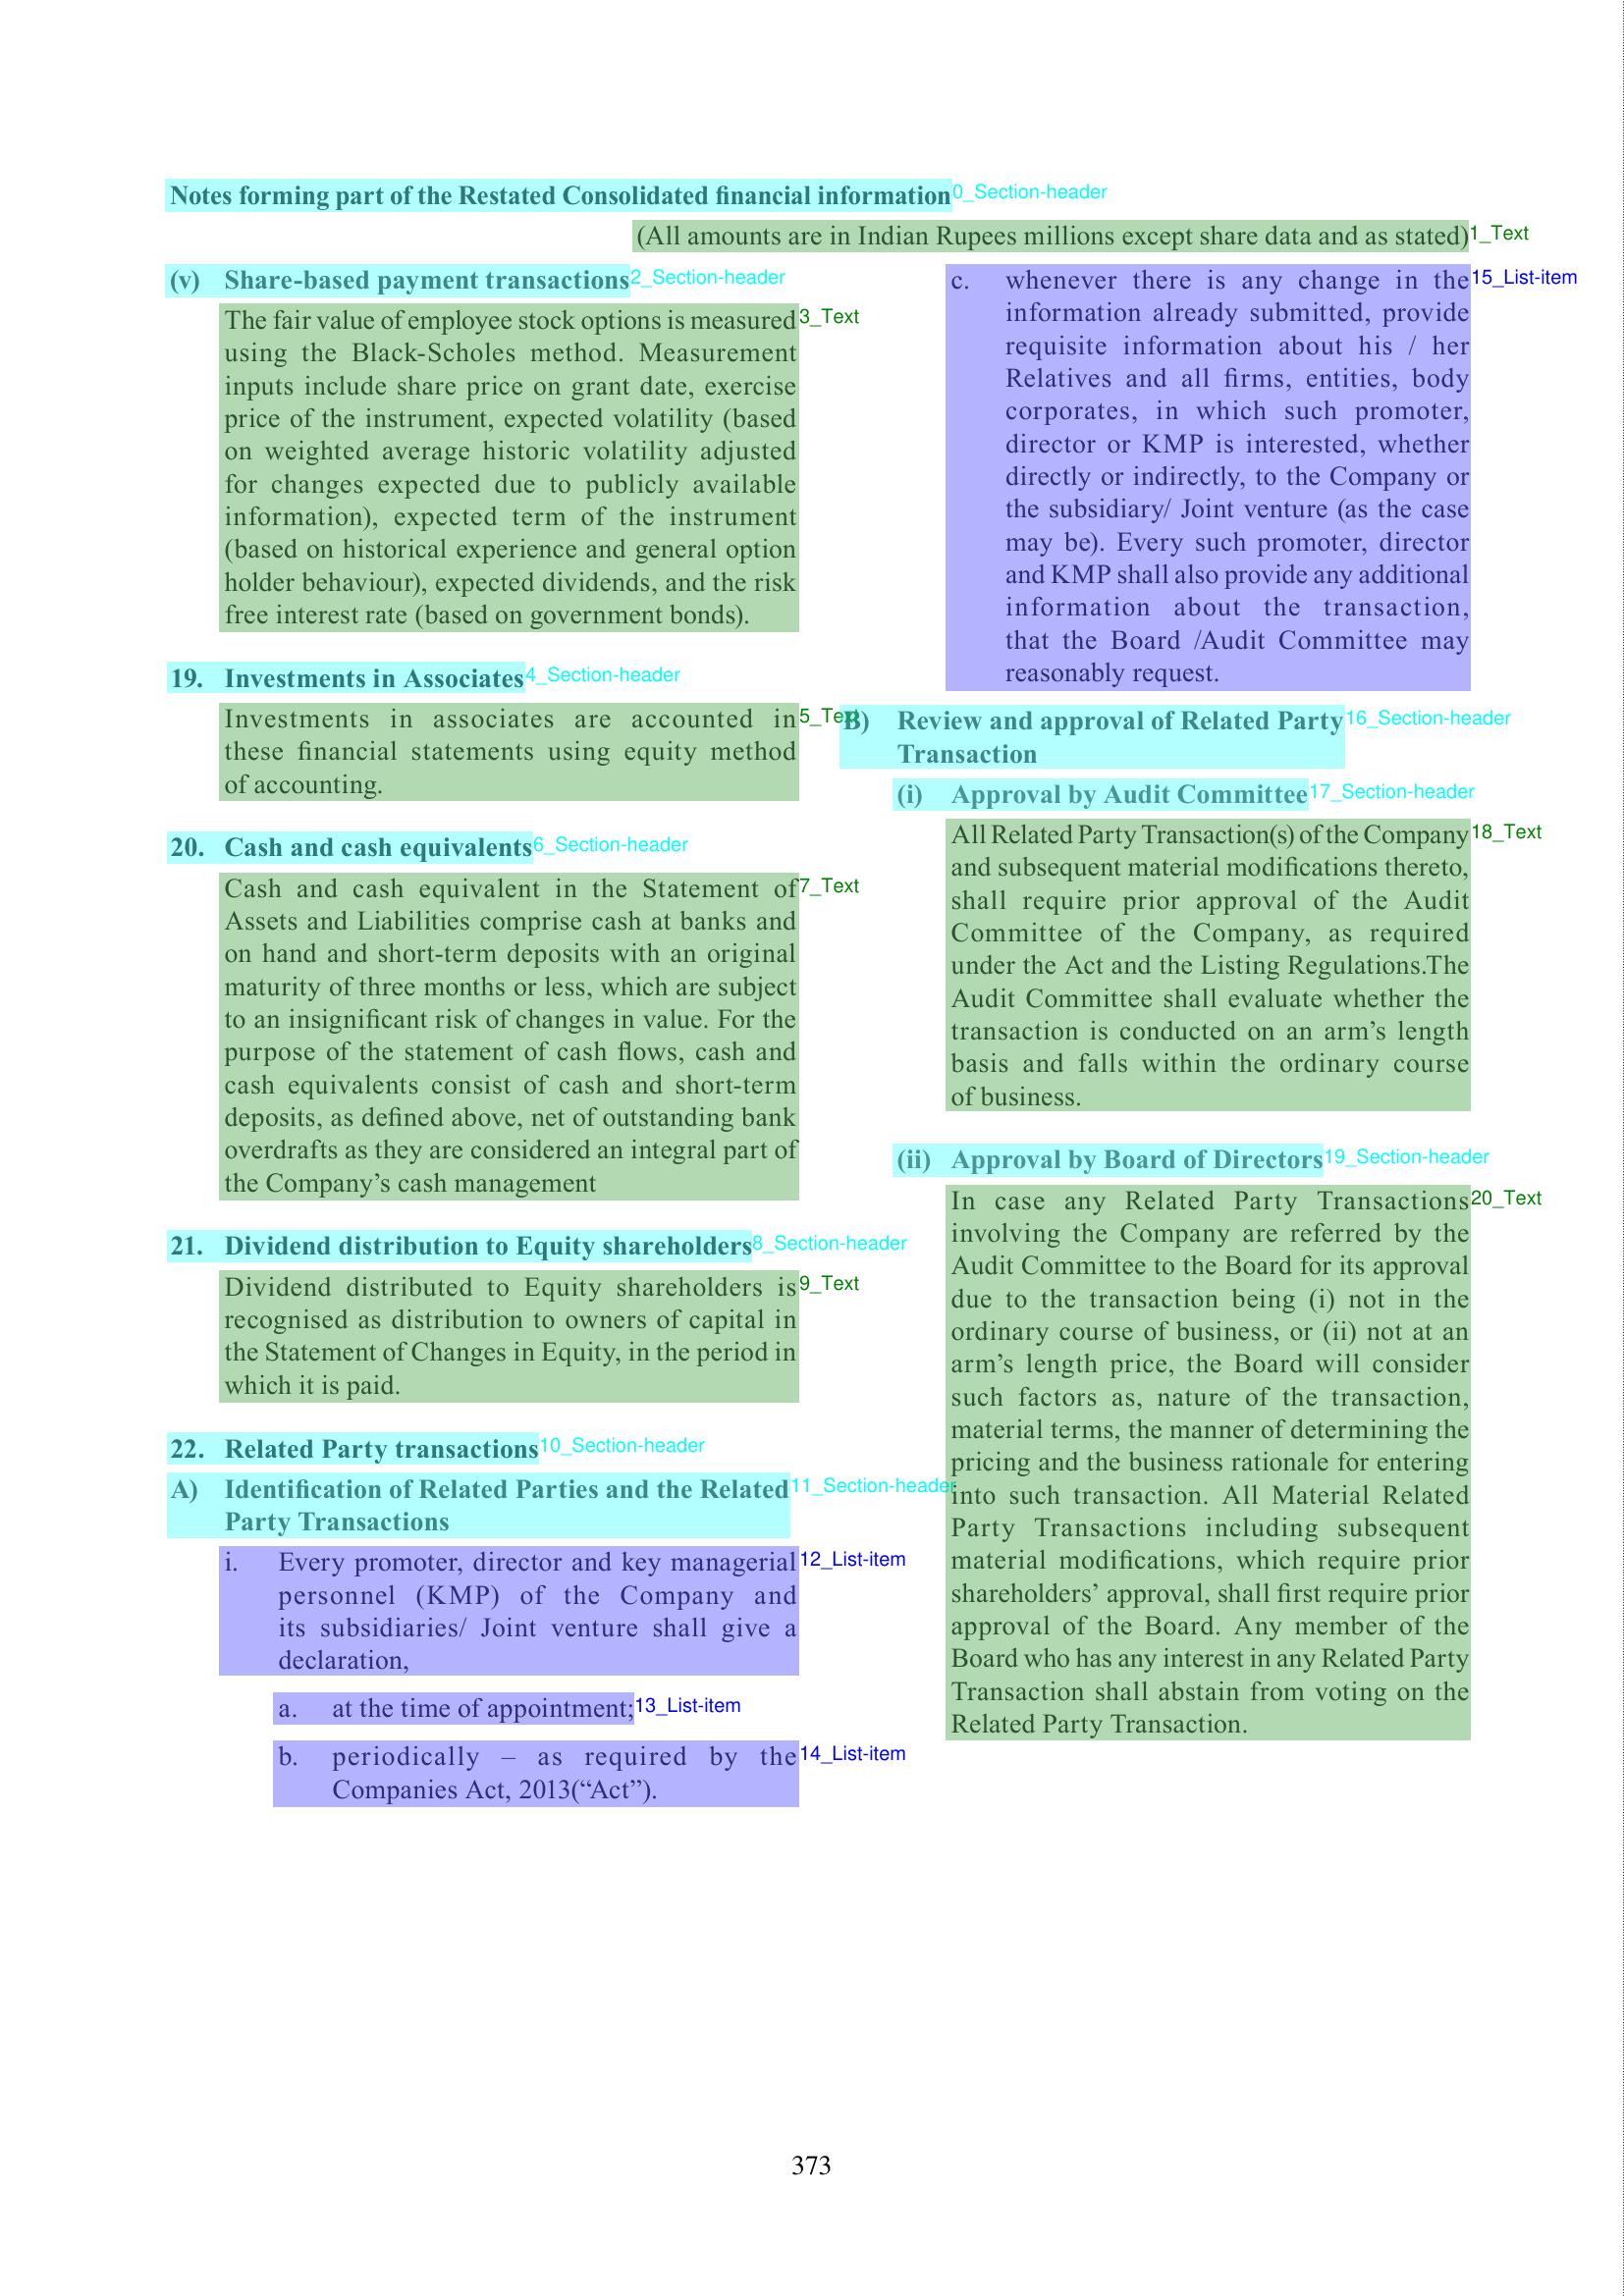 Notes forming part of the Restated Consolidated financial information 0_Section-header
(All amounts are in Indian Rupees millions except share data and as stated) 1_Text
(v) Share-based payment transactions 2_Section-header
The fair value of employee stock options is measured 3_Text
using the Black-Scholes method. Measurement
inputs include share price on grant date, exercise
price of the instrument, expected volatility (based
on weighted average historic volatility adjusted
for changes expected due to publicly available
information), expected term of the instrument
(based on historical experience and general option
holder behaviour), expected dividends, and the risk
free interest rate (based on government bonds).
19. Investments in Associates 4_Section-header
Investments in associates are accounted in 5_Text
these financial statements using equity method
of accounting.
20. Cash and cash equivalents 6_Section-header
Cash and cash equivalent in the Statement of 7_Text
Assets and Liabilities comprise cash at banks and
on hand and short-term deposits with an original
maturity of three months or less, which are subject
to an insignificant risk of changes in value. For the
purpose of the statement of cash flows, cash and
cash equivalents consist of cash and short-term
deposits, as defined above, net of outstanding bank
overdrafts as they are considered an integral part of
the Company’s cash management
21. Dividend distribution to Equity shareholders 8_Section-header
Dividend distributed to Equity shareholders is 9_Text
recognised as distribution to owners of capital in
the Statement of Changes in Equity, in the period in
which it is paid.
22. Related Party transactions 10_Section-header
A) Identification of Related Parties and the Related 11_Section-header
Party Transactions
i. Every promoter, director and key managerial 12_List-item
personnel (KMP) of the Company and
its subsidiaries/ Joint venture shall give a
declaration,
a. at the time of appointment; 13_List-item
b. periodically – as required by the 14_List-item
Companies Act, 2013(“Act”).
c. whenever there is any change in the 15_List-item
information already submitted, provide
requisite information about his / her
Relatives and all firms, entities, body
corporates, in which such promoter,
director or KMP is interested, whether
directly or indirectly, to the Company or
the subsidiary/ Joint venture (as the case
may be). Every such promoter, director
and KMP shall also provide any additional
information about the transaction,
that the Board /Audit Committee may
reasonably request.
B) Review and approval of Related Party 16_Section-header
Transaction
(i) Approval by Audit Committee 17_Section-header
All Related Party Transaction(s) of the Company 18_Text
and subsequent material modifications thereto,
shall require prior approval of the Audit
Committee of the Company, as required
under the Act and the Listing Regulations.The
Audit Committee shall evaluate whether the
transaction is conducted on an arm’s length
basis and falls within the ordinary course
of business.
(ii) Approval by Board of Directors 19_Section-header
In case any Related Party Transactions 20_Text
involving the Company are referred by the
Audit Committee to the Board for its approval
due to the transaction being (i) not in the
ordinary course of business, or (ii) not at an
arm’s length price, the Board will consider
such factors as, nature of the transaction,
material terms, the manner of determining the
pricing and the business rationale for entering
into such transaction. All Material Related
Party Transactions including subsequent
material modifications, which require prior
shareholders’ approval, shall first require prior
approval of the Board. Any member of the
Board who has any interest in any Related Party
Transaction shall abstain from voting on the
Related Party Transaction.
373